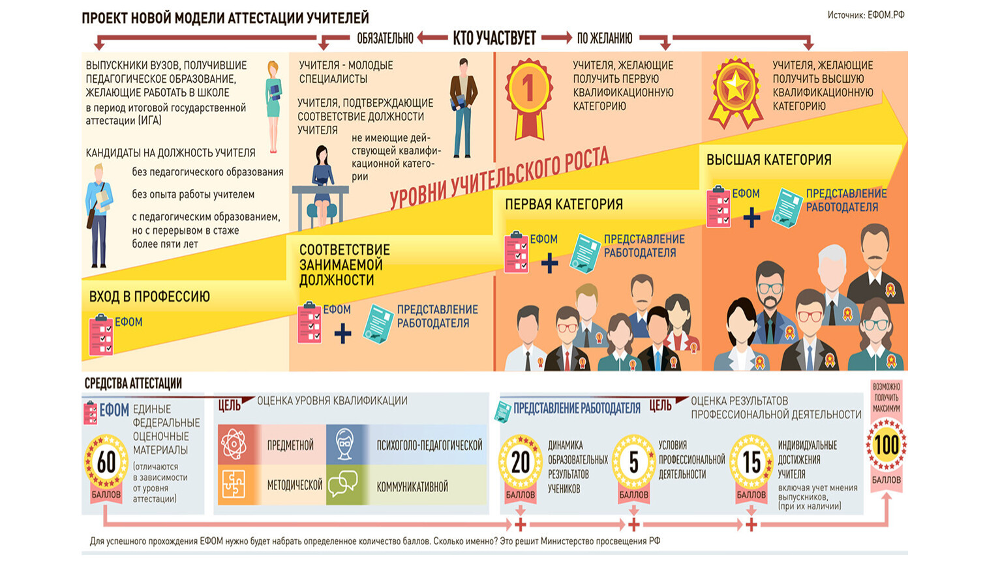 ПРОЕКТ НОВОЙ МОДЕЛИ АТТЕСТАЦИИ УЧИТЕЛЕЙ
Источник: ЕФОМ.РФ
ОБЯЗАТЕЛЬНО
КТО УЧАСТВУЕТ
ПО ЖЕЛАНИЮ
ВЫПУСКНИКИ ВУЗОВ, ПОЛУЧИВШИЕ
ПЕДАГОГИЧЕСКОЕ ОБРАЗОВАНИЕ,
ЖЕЛАЮЩИЕ РАБОТАТЬ В ШКОЛЕ
в период итоговой государственной
аттестации (ИГА)
КАНДИДАТЫ НА ДОЛЖНОСТЬ УЧИТЕЛЯ
без педагогического образования
без опыта работы учителем
с педагогическим образованием,
но с перерывом в стаже
более пяти лет
УЧИТЕЛЯ - МОЛОДЫЕ
СПЕЦИАЛИСТЫ
УЧИТЕЛЯ, ПОДТВЕРЖДАЮЩИЕ
СООТВЕТСТВИЕ ДОЛЖНОСТИ
УЧИТЕЛЯ
не имеющие дей-
ствующей квалифи-
кационной катего-
рии
1
УЧИТЕЛЯ, ЖЕЛАЮЩИЕ
ПОЛУЧИТЬ ПЕРВУЮ
КВАЛИФИКАЦИОННУЮ
КАТЕГОРИЮ
УЧИТЕЛЯ, ЖЕЛАЮЩИЕ
ПОЛУЧИТЬ ВЫСШУЮ
КВАЛИФИКАЦИОННУЮ
КАТЕГОРИЮ
УРОВНИ УЧИТЕЛЬСКОГО РОСТА
ВХОД В ПРОФЕССИЮ
ЕФОМ
СООТВЕТСТВИЕ
ЗАНИМАЕМОЙ
ДОЛЖНОСТИ
ЕФОМ
+
ПРЕДСТАВЛЕНИЕ
РАБОТОДАТЕЛЯ
ПЕРВАЯ КАТЕГОРИЯ
ЕФОМ
+
ПРЕДСТАВЛЕНИЕ
РАБОТОДАТЕЛЯ
ВЫСШАЯ КАТЕГОРИЯ
ЕФОМ
+
ПРЕДСТАВЛЕНИЕ
РАБОТОДАТЕЛЯ
СРЕДСТВА АТТЕСТАЦИИ
ЕФОМ
ЕДИНЫЕ
ФЕДЕРАЛЬНЫЕ
ОЦЕНОЧНЫЕ
МАТЕРИАЛЫ
(отличаются
в зависимости
от уровня
аттестации)
60
БАЛЛОВ
ЦЕЛЬ
ОЦЕНКА УРОВНЯ КВАЛИФИКАЦИИ
ПРЕДМЕТНОЙ
ПСИХОГОЛО-ПЕДАГОГИЧЕСКОЙ
МЕТОДИЧЕСКОЙ
КОММУНИКАТИВНОЙ
ПРЕДСТАВЛЕНИЕ РАБОТОДАТЕЛЯ
ЦЕЛЬ
ОЦЕНКА РЕЗУЛЬТАТОВ
ПРОФЕССИОНАЛЬНОЙ ДЕЯТЕЛЬНОСТИ
20
БАЛЛОВ
ДИНАМИКА
ОБРАЗОВАТЕЛЬНЫХ
РЕЗУЛЬТАТОВ
УЧЕНИКОВ
5
БАЛЛОВ
УСЛОВИЯ
ПРОФЕССИОНАЛЬНОЙ
ДЕЯТЕЛЬНОСТИ
15
БАЛЛОВ
ИНДИВИДУАЛЬНЫЕ
ДОСТИЖЕНИЯ
УЧИТЕЛЯ
включая учет мнения
выпускников,
(при их наличии)
ВОЗМОЖНО
ПОЛУЧИТЬ
МАКСИМУМ
100
БАЛЛОВ
+ + +
Для успешного прохождения ЕФОМ нужно будет набрать определенное количество баллов. Сколько именно? Это решит Министерство просвещения РФ